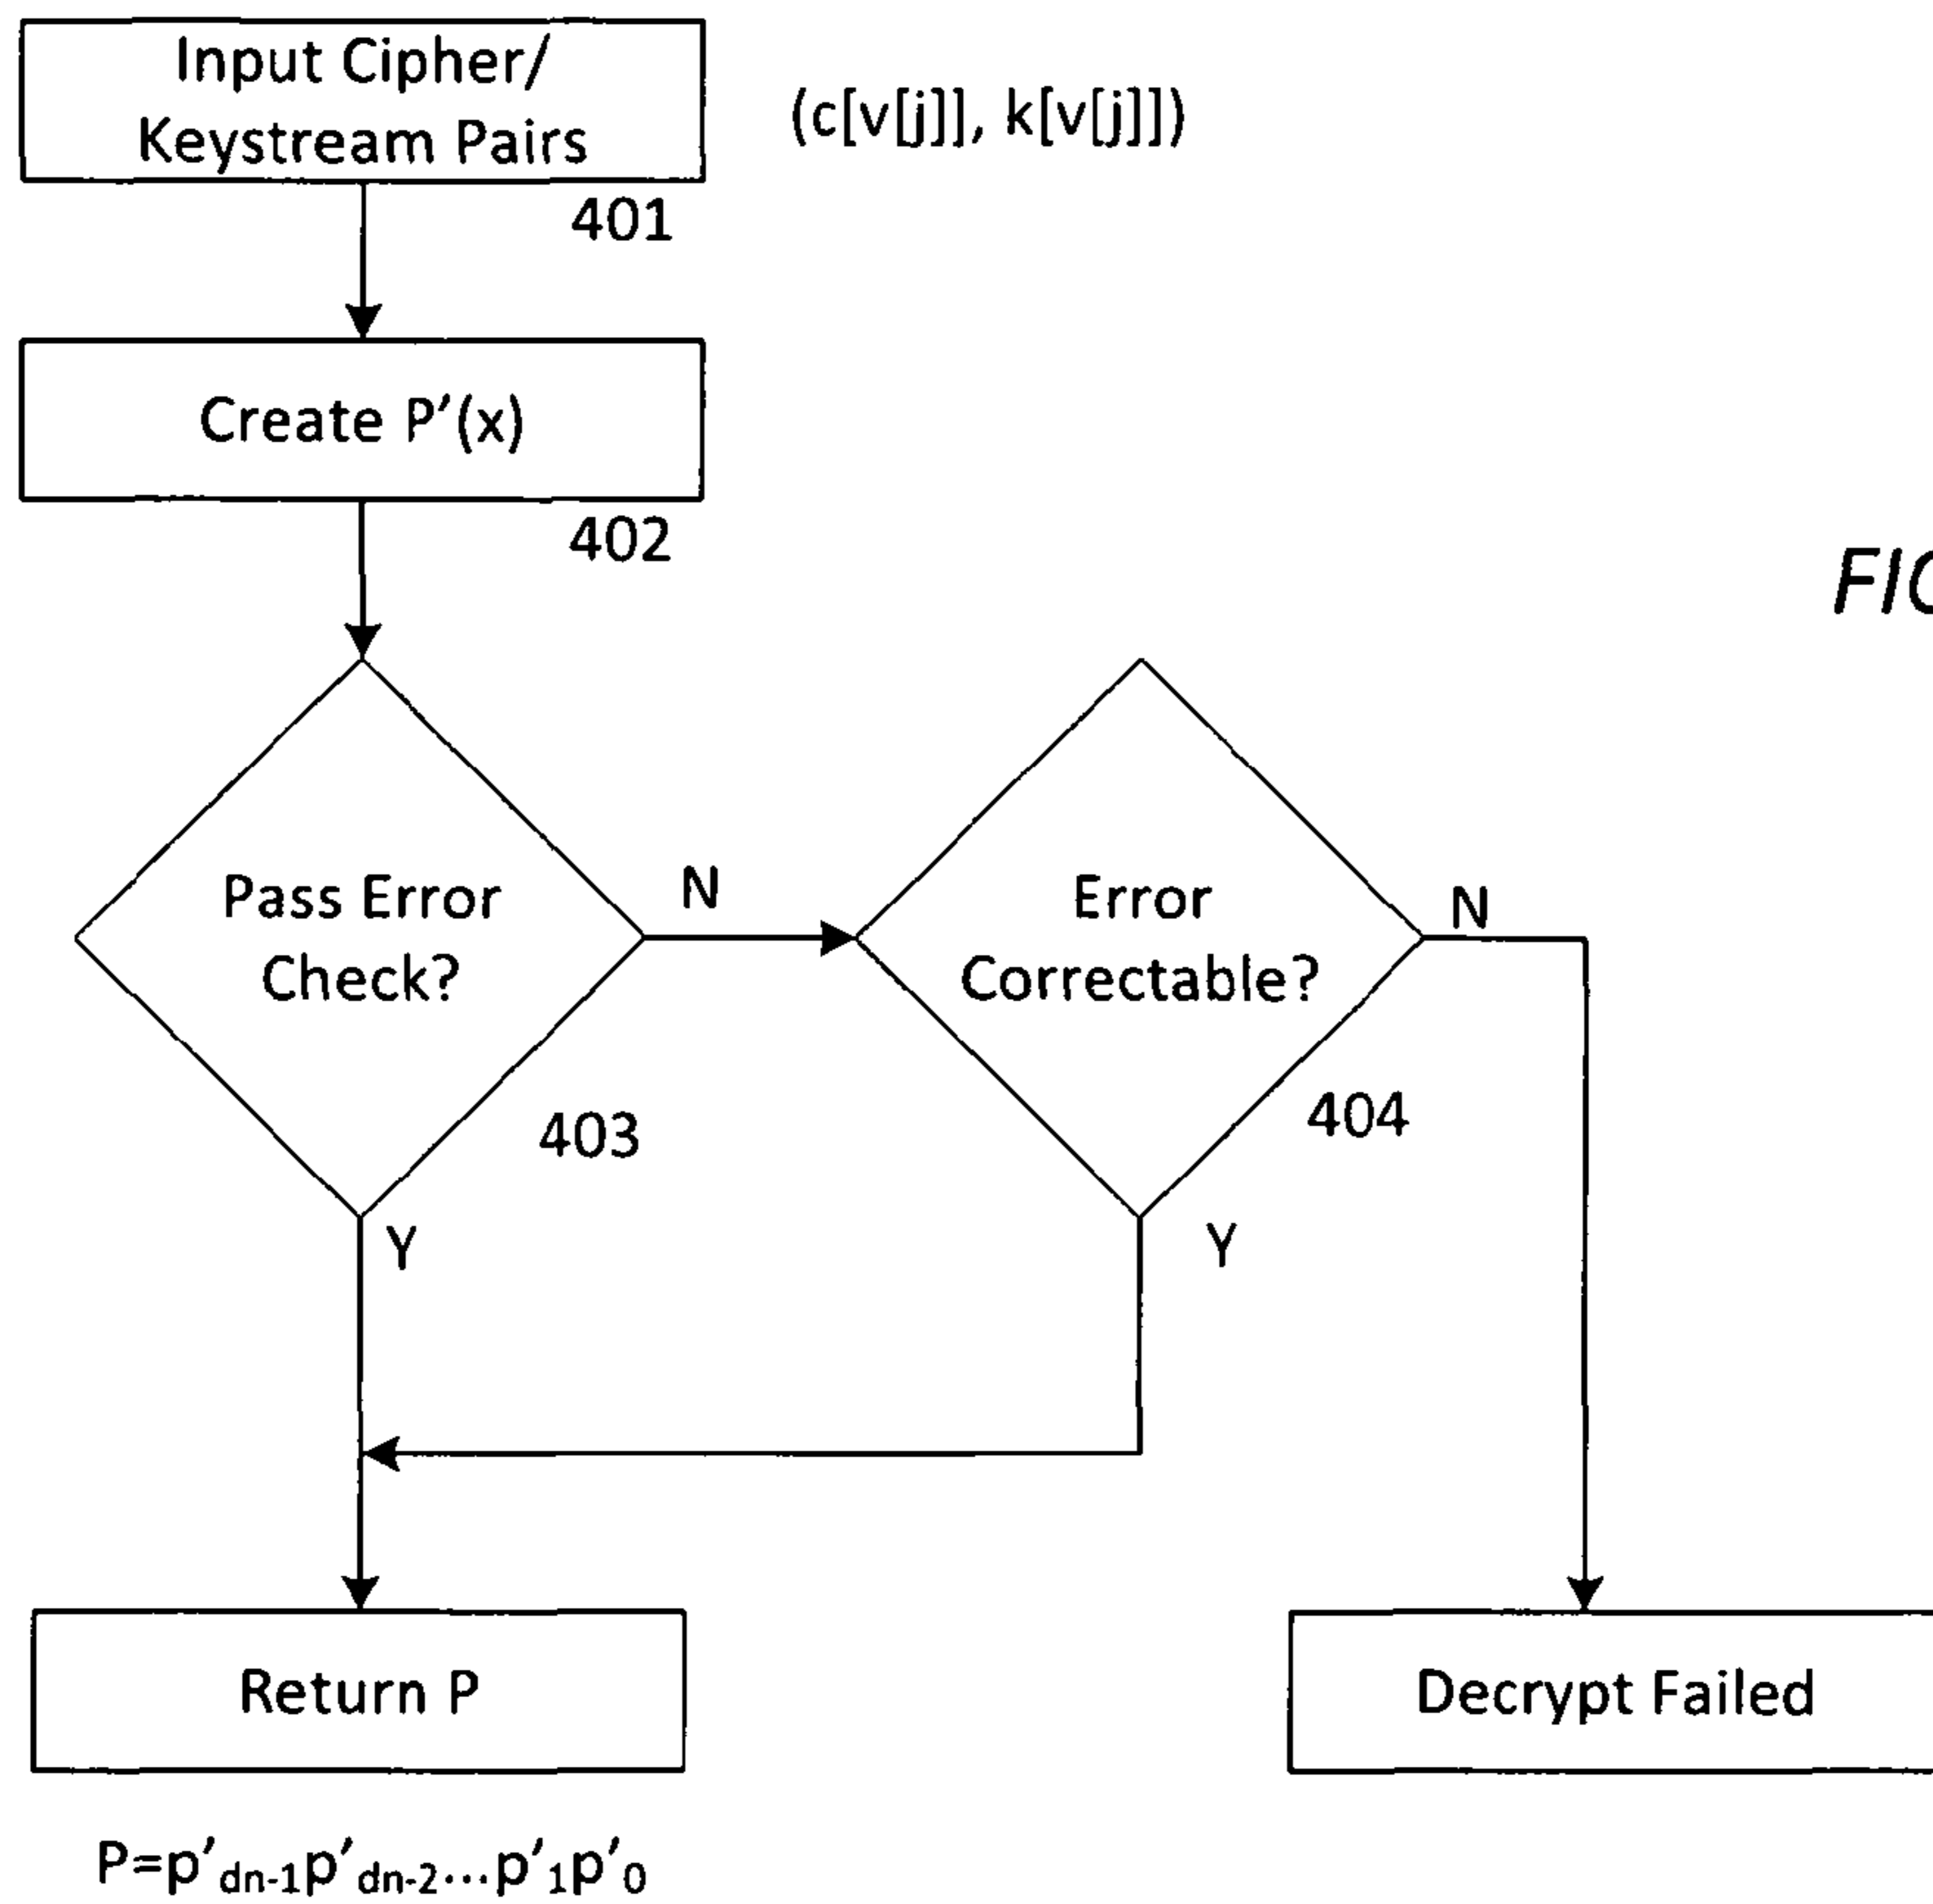 Input Cipher/
Keystream Pairs
(c[v[j]], k[v[j]])
401
Create P′(x)
402
Pass Error
Check?
N
403
Y
Error
Correctable?
N
404
Y
Return P
Decrypt Failed
P=p′dn-1p′dn-2...p′1p′0